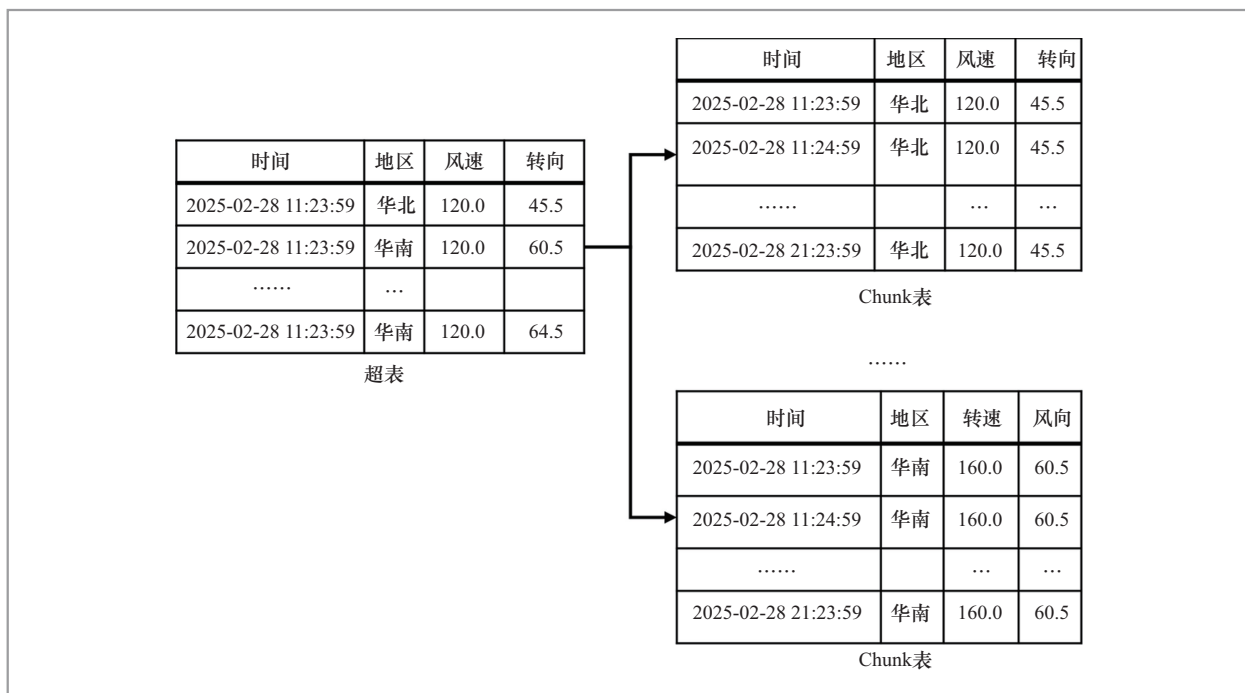 时间 地区 风速 转向
2025-02-28 11:23:59 华北 120.0 45.5
2025-02-28 11:23:59 华南 120.0 60.5
…… …
2025-02-28 11:23:59 华南 120.0 64.5
超表
时间 地区 风速 转向
2025-02-28 11:23:59 华北 120.0 45.5
2025-02-28 11:24:59 华北 120.0 45.5
…… … …
2025-02-28 21:23:59 华北 120.0 45.5
Chunk表
……
时间 地区 转速 风向
2025-02-28 11:23:59 华南 160.0 60.5
2025-02-28 11:24:59 华南 160.0 60.5
…… … …
2025-02-28 21:23:59 华南 160.0 60.5
Chunk表